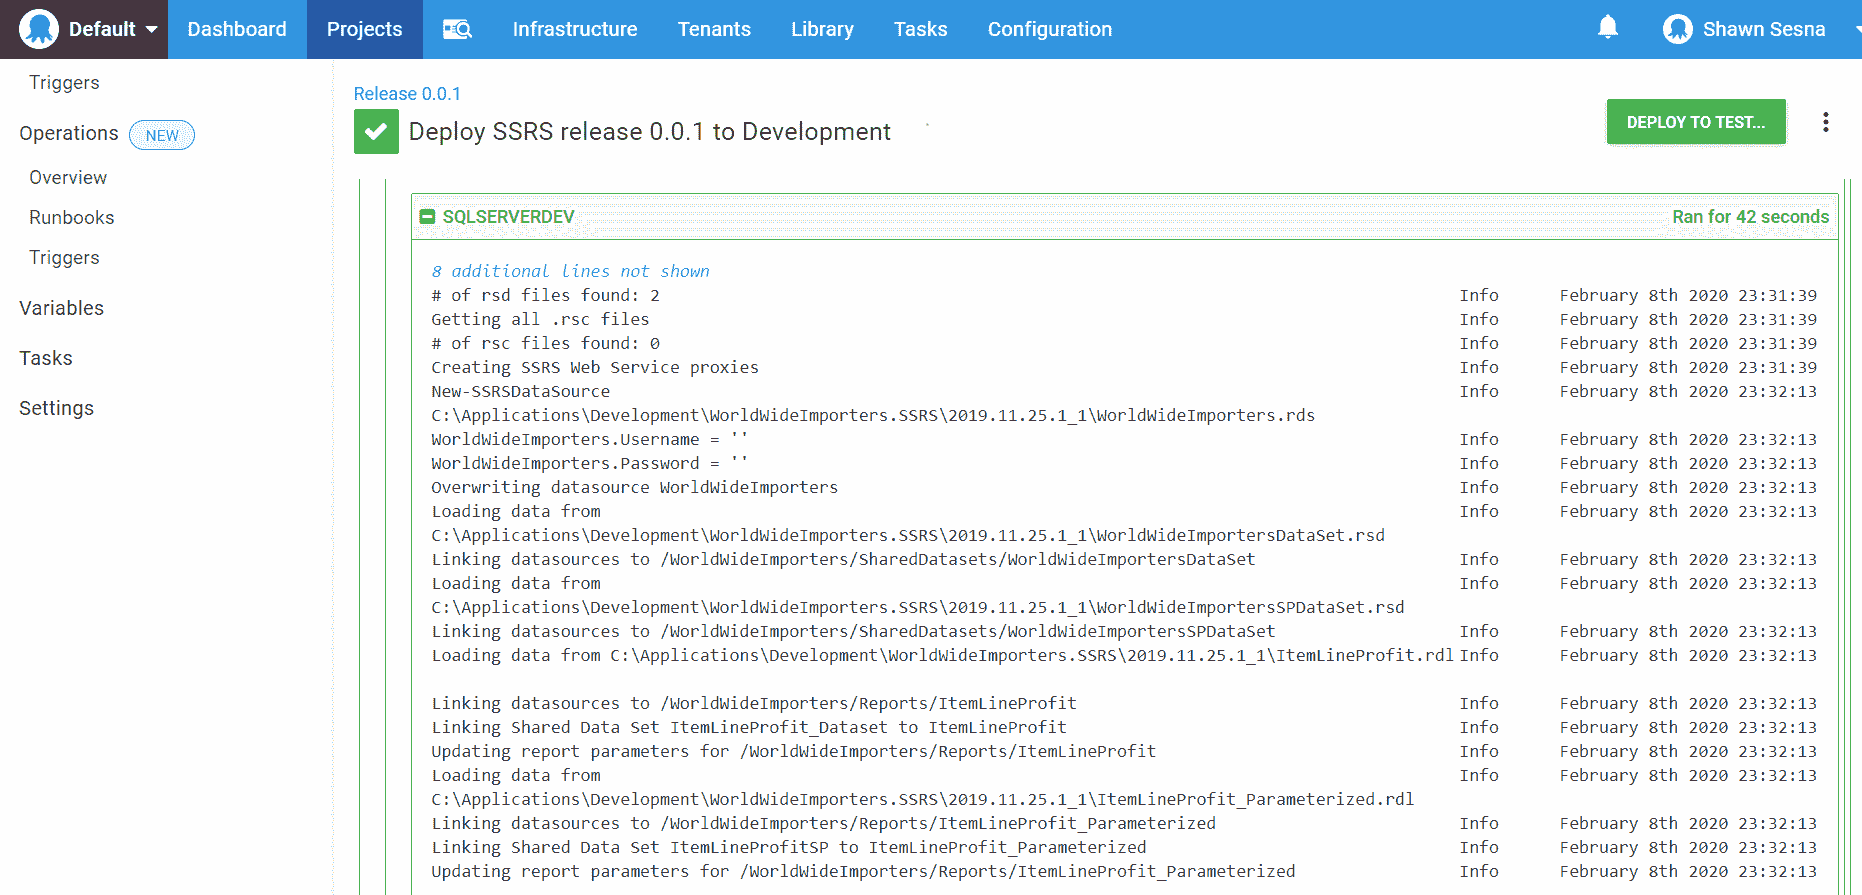 Default Dashboard Projects Infrastructure Tenants Library Tasks Configuration Shawn Sesna
Triggers
Operations NEW
Overview
Runbooks
Triggers
Variables
Tasks
Settings
Release 0.0.1
Deploy SSRS release 0.0.1 to Development
DEPLOY TO TEST...
SQLSERVERDEV Ran for 42 seconds
8 additional lines not shown
# of rsd files found: 2 Info February 8th 2020 23:31:39
Getting all .rsc files Info February 8th 2020 23:31:39
# of rsc files found: 0 Info February 8th 2020 23:31:39
Creating SSRS Web Service proxies Info February 8th 2020 23:31:39
New-SSRSDataSource Info February 8th 2020 23:32:13
C:\Applications\Development\WorldWideImporters.SSRS\2019.11.25.1_1\WorldWideImporters.rds
WorldWideImporters.Username = '' Info February 8th 2020 23:32:13
WorldWideImporters.Password = '' Info February 8th 2020 23:32:13
Overwriting datasource WorldWideImporters Info February 8th 2020 23:32:13
Loading data from Info February 8th 2020 23:32:13
C:\Applications\Development\WorldWideImporters.SSRS\2019.11.25.1_1\WorldWideImportersDataSet.rsd
Linking datasources to /WorldWideImporters/SharedDatasets/WorldWideImportersDataSet Info February 8th 2020 23:32:13
Loading data from Info February 8th 2020 23:32:13
C:\Applications\Development\WorldWideImporters.SSRS\2019.11.25.1_1\WorldWideImportersSPDataSet.rsd
Linking datasources to /WorldWideImporters/SharedDatasets/WorldWideImportersSPDataSet Info February 8th 2020 23:32:13
Loading data from C:\Applications\Development\WorldWideImporters.SSRS\2019.11.25.1_1\ItemLineProfit.rdl Info February 8th 2020 23:32:13
Linking datasources to /WorldWideImporters/Reports/ItemLineProfit Info February 8th 2020 23:32:13
Linking Shared Data Set ItemLineProfit_Dataset to ItemLineProfit Info February 8th 2020 23:32:13
Updating report parameters for /WorldWideImporters/Reports/ItemLineProfit Info February 8th 2020 23:32:13
Loading data from Info February 8th 2020 23:32:13
C:\Applications\Development\WorldWideImporters.SSRS\2019.11.25.1_1\ItemLineProfit_Parameterized.rdl
Linking datasources to /WorldWideImporters/Reports/ItemLineProfit_Parameterized Info February 8th 2020 23:32:13
Linking Shared Data Set ItemLineProfitSP to ItemLineProfit_Parameterized Info February 8th 2020 23:32:13
Updating report parameters for /WorldWideImporters/Reports/ItemLineProfit_Parameterized Info February 8th 2020 23:32:13